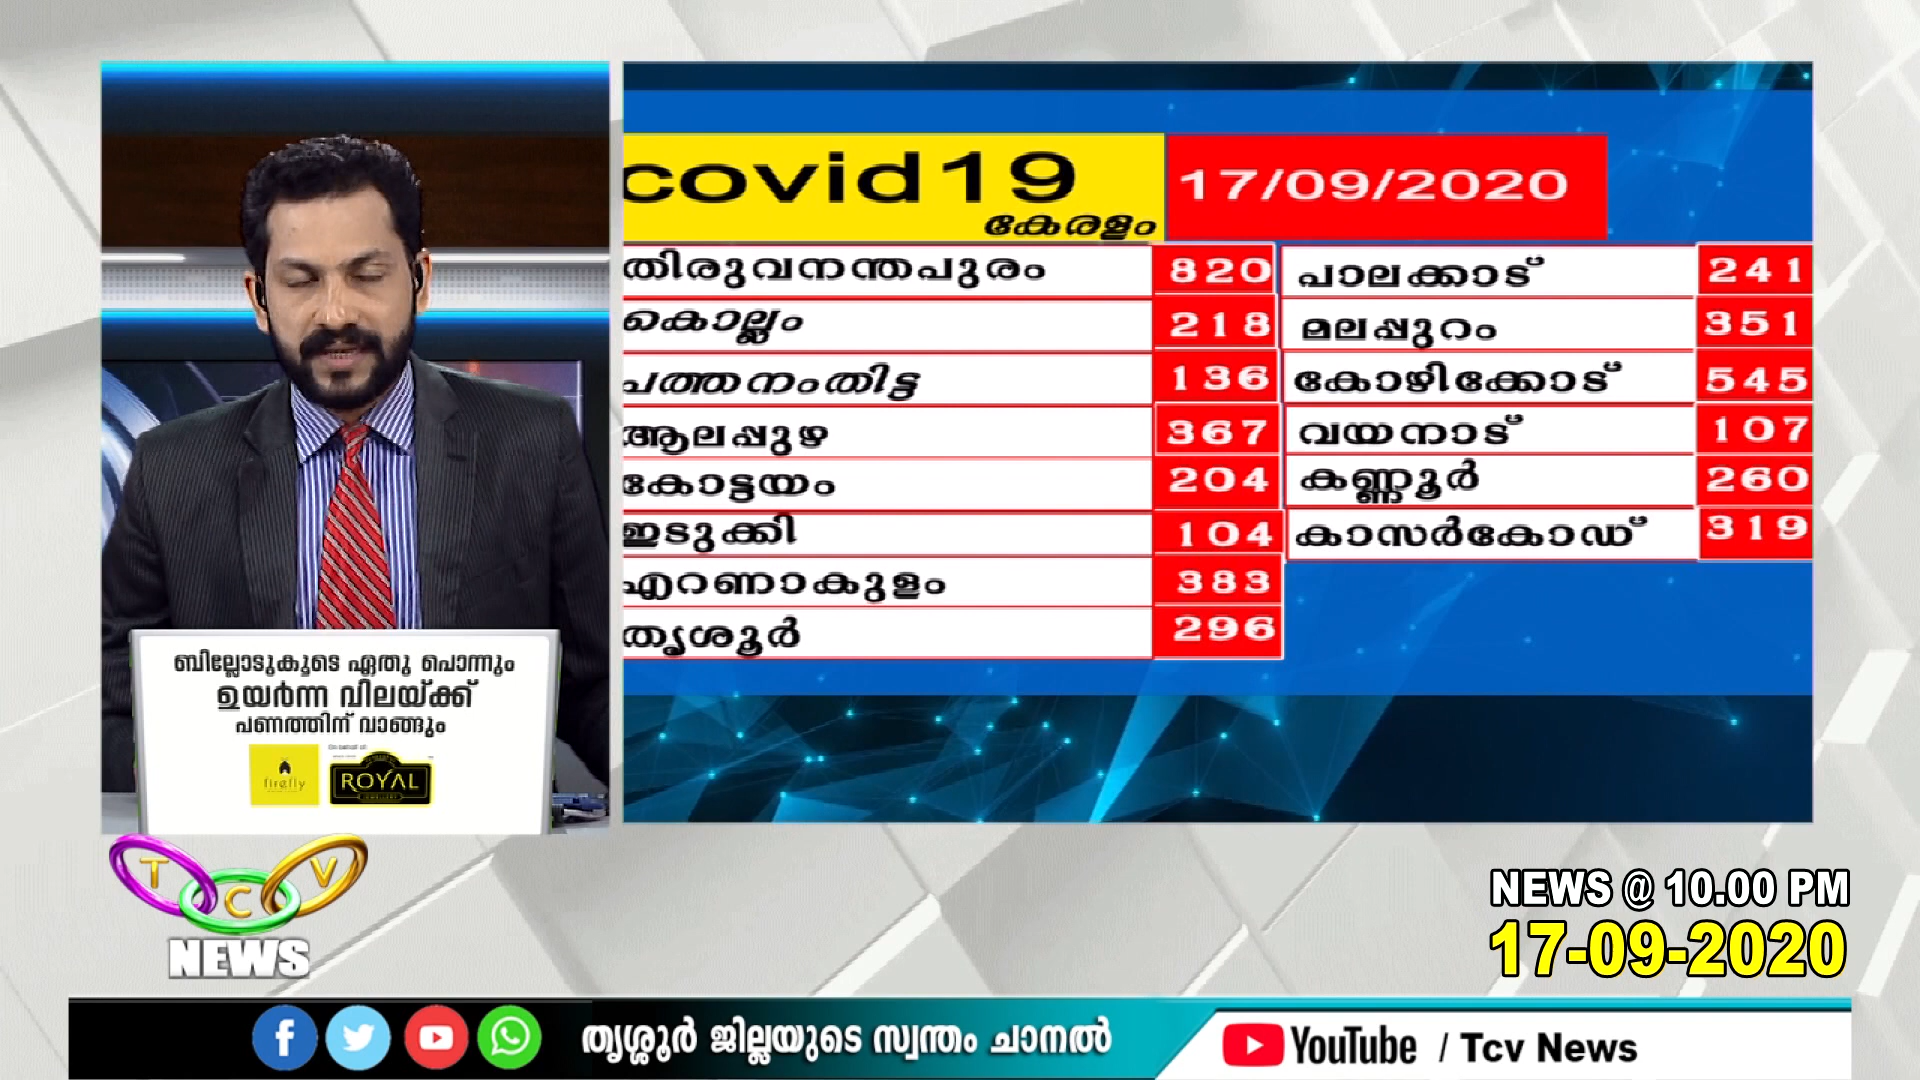 covid19
കേരളം
17/09/2020
തിരുവനന്തപുരം 820
കൊല്ലം 218
പത്തനംതിട്ട 136
ആലപ്പുഴ 367
കോട്ടയം 204
ഇടുക്കി 104
എറണാകുളം 383
തൃശൂർ 296
പാലക്കാട് 241
മലപ്പുറം 351
കോഴിക്കോട് 545
വയനാട് 107
കണ്ണൂർ 260
കാസർകോഡ് 319
ബില്ലോടുകൂടെ ഏതു പൊന്നും
ഉയർന്ന വിലയ്ക്ക്
പണത്തിന് വാങ്ങും
firefly
ROYAL
TCV
NEWS
NEWS @ 10.00 PM
17-09-2020
തൃശ്ശൂർ ജില്ലയുടെ സ്വന്തം ചാനൽ
YouTube / Tcv News